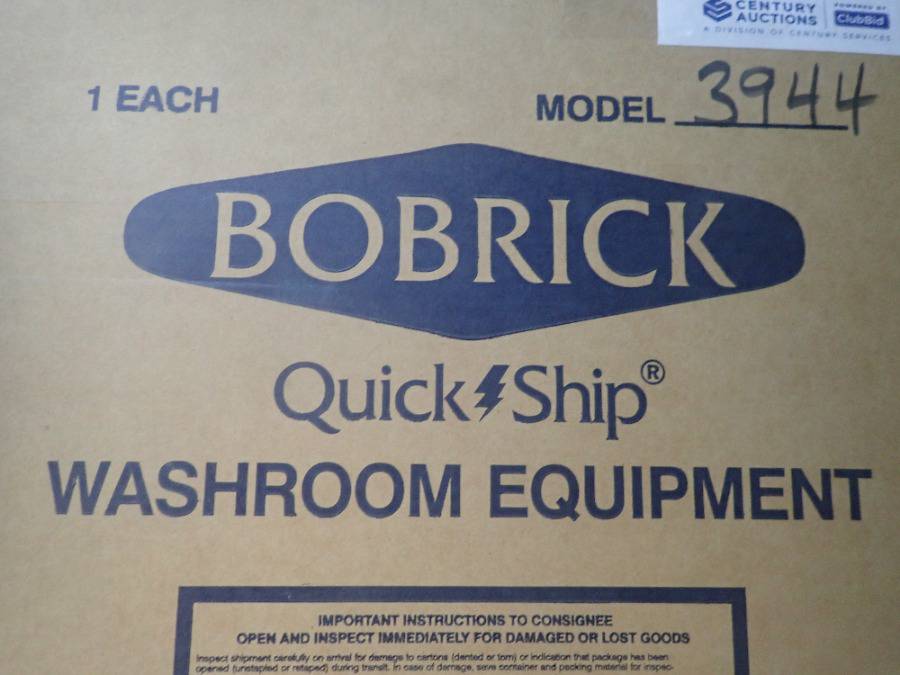 CENTURY
AUCTIONS
A DIVISION OF CENTURY SERVICES
POWERED BY
ClubBid
1 EACH
MODEL 3944
BOBRICK
Quick Ship®
WASHROOM EQUIPMENT
IMPORTANT INSTRUCTIONS TO CONSIGNEE
OPEN AND INSPECT IMMEDIATELY FOR DAMAGED OR LOST GOODS
Inspect shipment carefully on arrival for damage to cartons (dented or torn) or indication that package has been
opened (unstapled or retaped) during transit. In case of damage, save container and packing material for inspec-